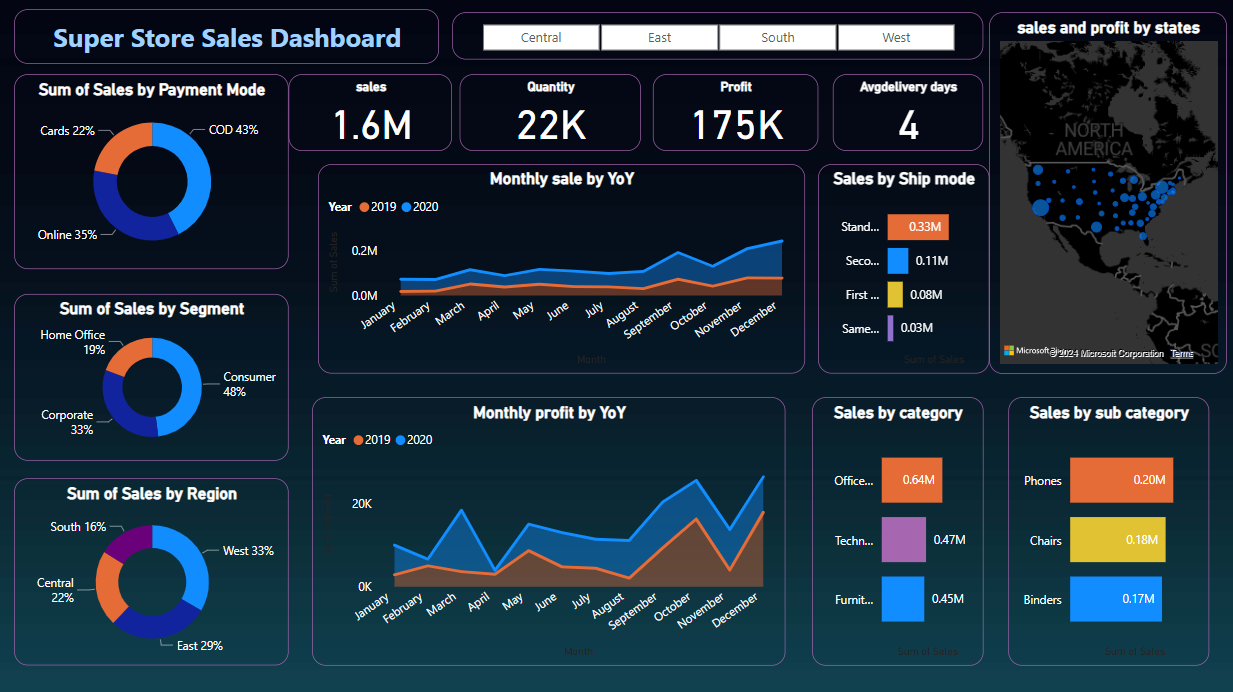 Super Store Sales Dashboard
Central
East
South
West
sales and profit by states
NORTH
AMERICA
© 2024 Microsoft Corporation Terms
Sum of Sales by Payment Mode
Cards 22%
COD 43%
Online 35%
sales
1.6M
Quantity
22K
Profit
175K
Avgdelivery days
4
Monthly sale by YoY
Year 2019 2020
Sum of Sales
0.2M
0.0M
January
February
March
April
May
June
July
August
September
October
November
December
Month
Sales by Ship mode
Stand... 0.33M
Seco... 0.11M
First ... 0.08M
Same... 0.03M
Sum of Sales
Sum of Sales by Segment
Home Office
19%
Consumer
48%
Corporate
33%
Monthly profit by YoY
Year 2019 2020
20K
0K
January
February
March
April
May
June
July
August
September
October
November
December
Month
Sales by category
Office... 0.64M
Techn... 0.47M
Furnit... 0.45M
Sum of Sales
Sales by sub category
Phones 0.20M
Chairs 0.18M
Binders 0.17M
Sum of Sales
Sum of Sales by Region
South 16%
West 33%
Central
22%
East 29%